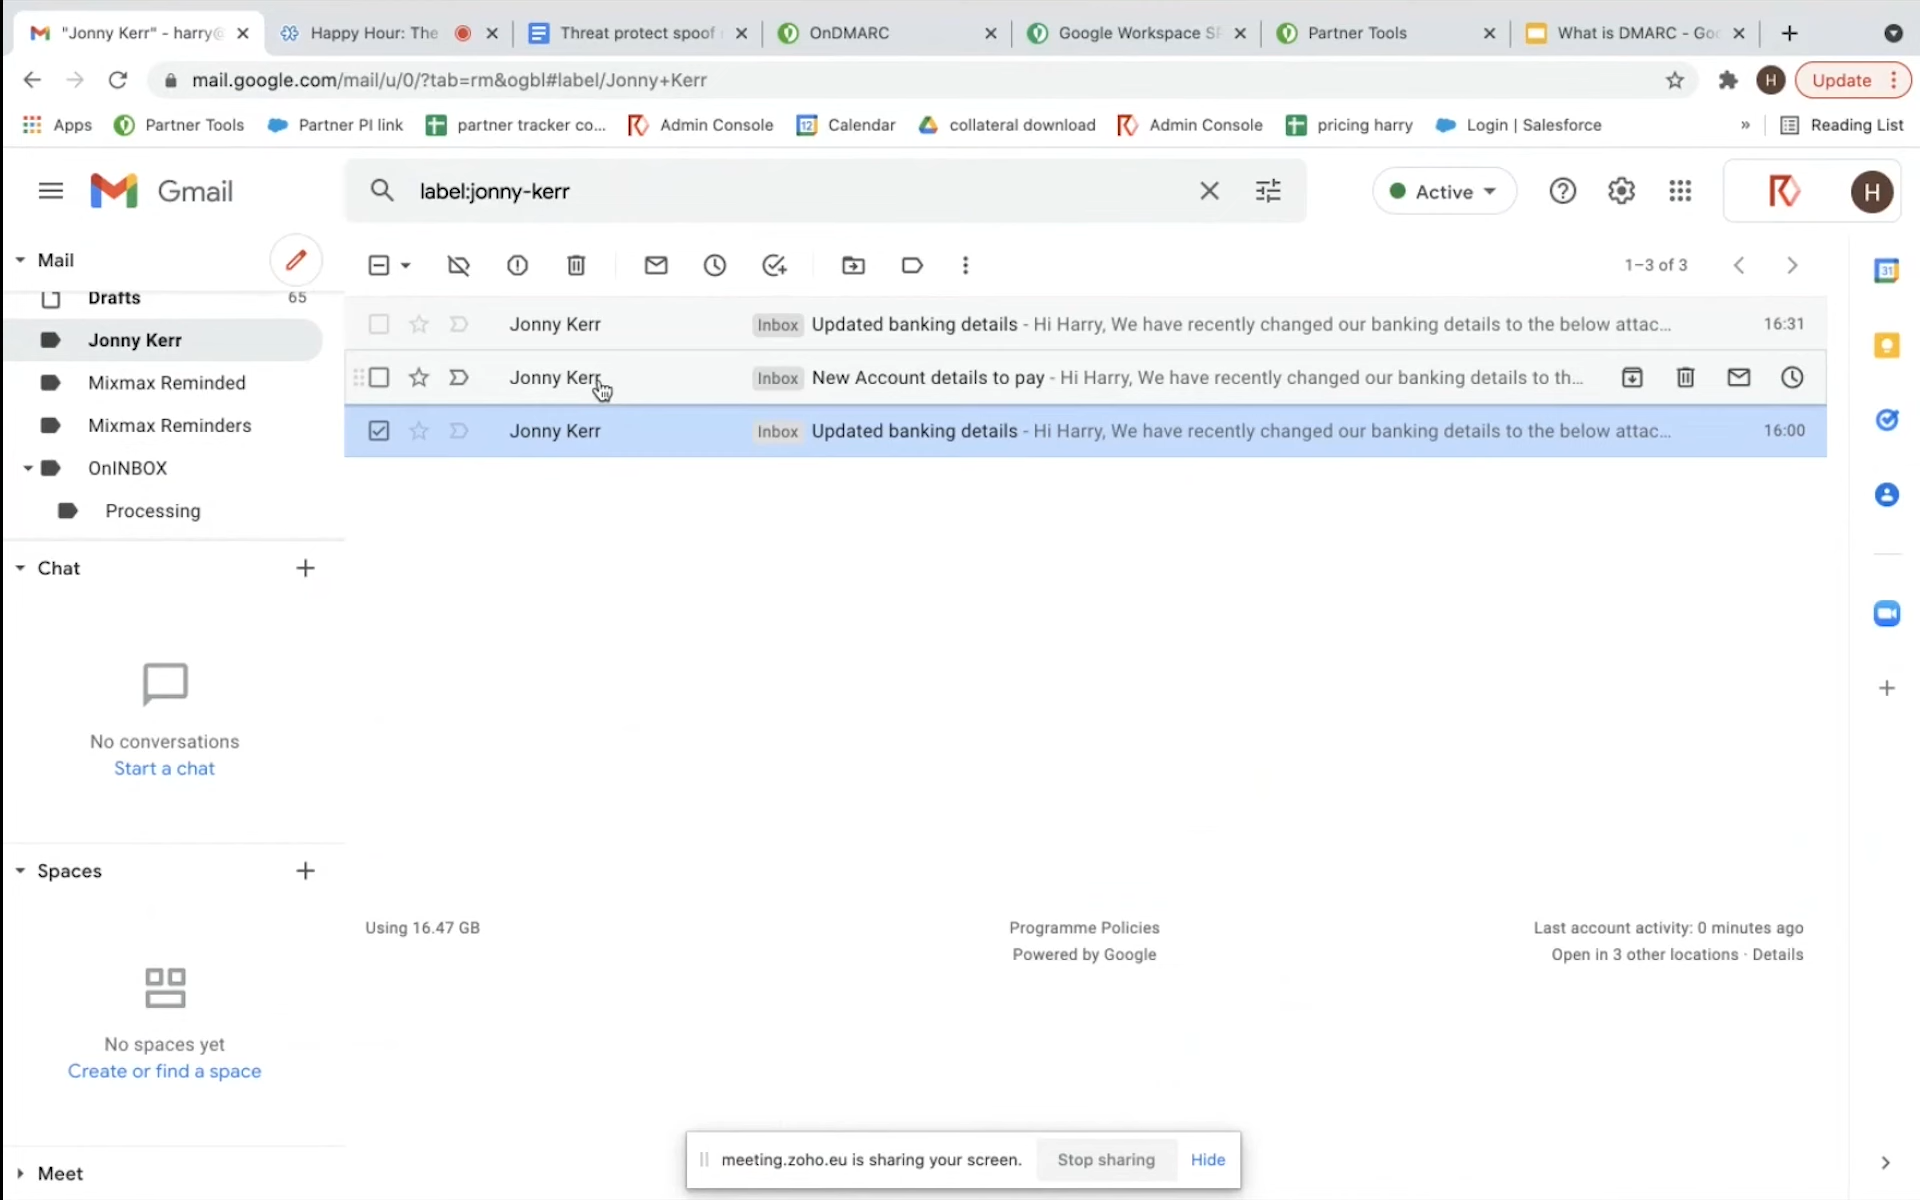 "Jonny Kerr" - harry@
Happy Hour: The
Threat protect spoof
OnDMARC
Google Workspace SP
Partner Tools
What is DMARC - Goo
mail.google.com/mail/u/0/?tab=rm&ogbl#label/Jonny+Kerr
H
Update
Apps
Partner Tools
Partner PI link
partner tracker co...
Admin Console
12
Calendar
collateral download
Admin Console
pricing harry
Login | Salesforce
»
Reading List
Gmail
label:jonny-kerr
Active
H
Mail
1–3 of 3
31
Drafts
65
Jonny Kerr
Mixmax Reminded
Mixmax Reminders
OnINBOX
Processing
Jonny Kerr Inbox Updated banking details - Hi Harry, We have recently changed our banking details to the below attac... 16:31
Jonny Kerr Inbox New Account details to pay - Hi Harry, We have recently changed our banking details to th...
Jonny Kerr Inbox Updated banking details - Hi Harry, We have recently changed our banking details to the below attac... 16:00
Chat
No conversations
Start a chat
Spaces
No spaces yet
Create or find a space
Meet
Using 16.47 GB
Programme Policies
Powered by Google
Last account activity: 0 minutes ago
Open in 3 other locations · Details
meeting.zoho.eu is sharing your screen.
Stop sharing
Hide